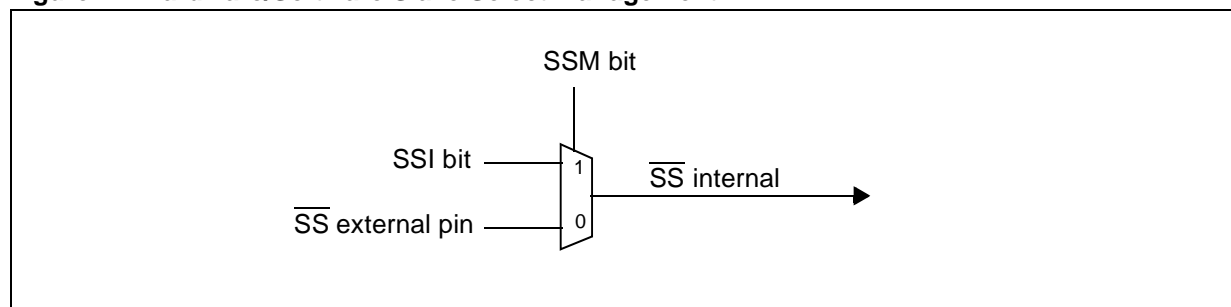 SSM bit
SSI bit
1
SS internal
SS external pin
0